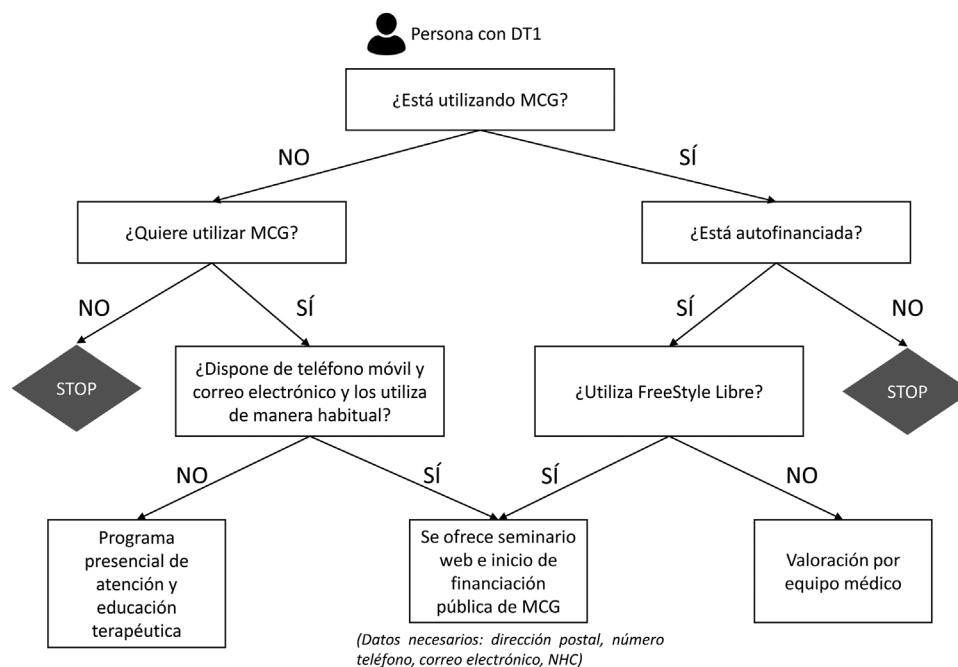 Persona con DT1
¿Está utilizando MCG?
NO
SÍ
¿Quiere utilizar MCG?
¿Está autofinanciada?
NO
SÍ
SÍ
NO
STOP
¿Dispone de teléfono móvil y
correo electrónico y los utiliza
de manera habitual?
¿Utiliza FreeStyle Libre?
STOP
NO
SÍ
SÍ
NO
Programa
presencial de
atención y
educación
terapéutica
Se ofrece seminario
web e inicio de
financiación
pública de MCG
Valoración por
equipo médico
(Datos necesarios: dirección postal, número
teléfono, correo electrónico, NHC)